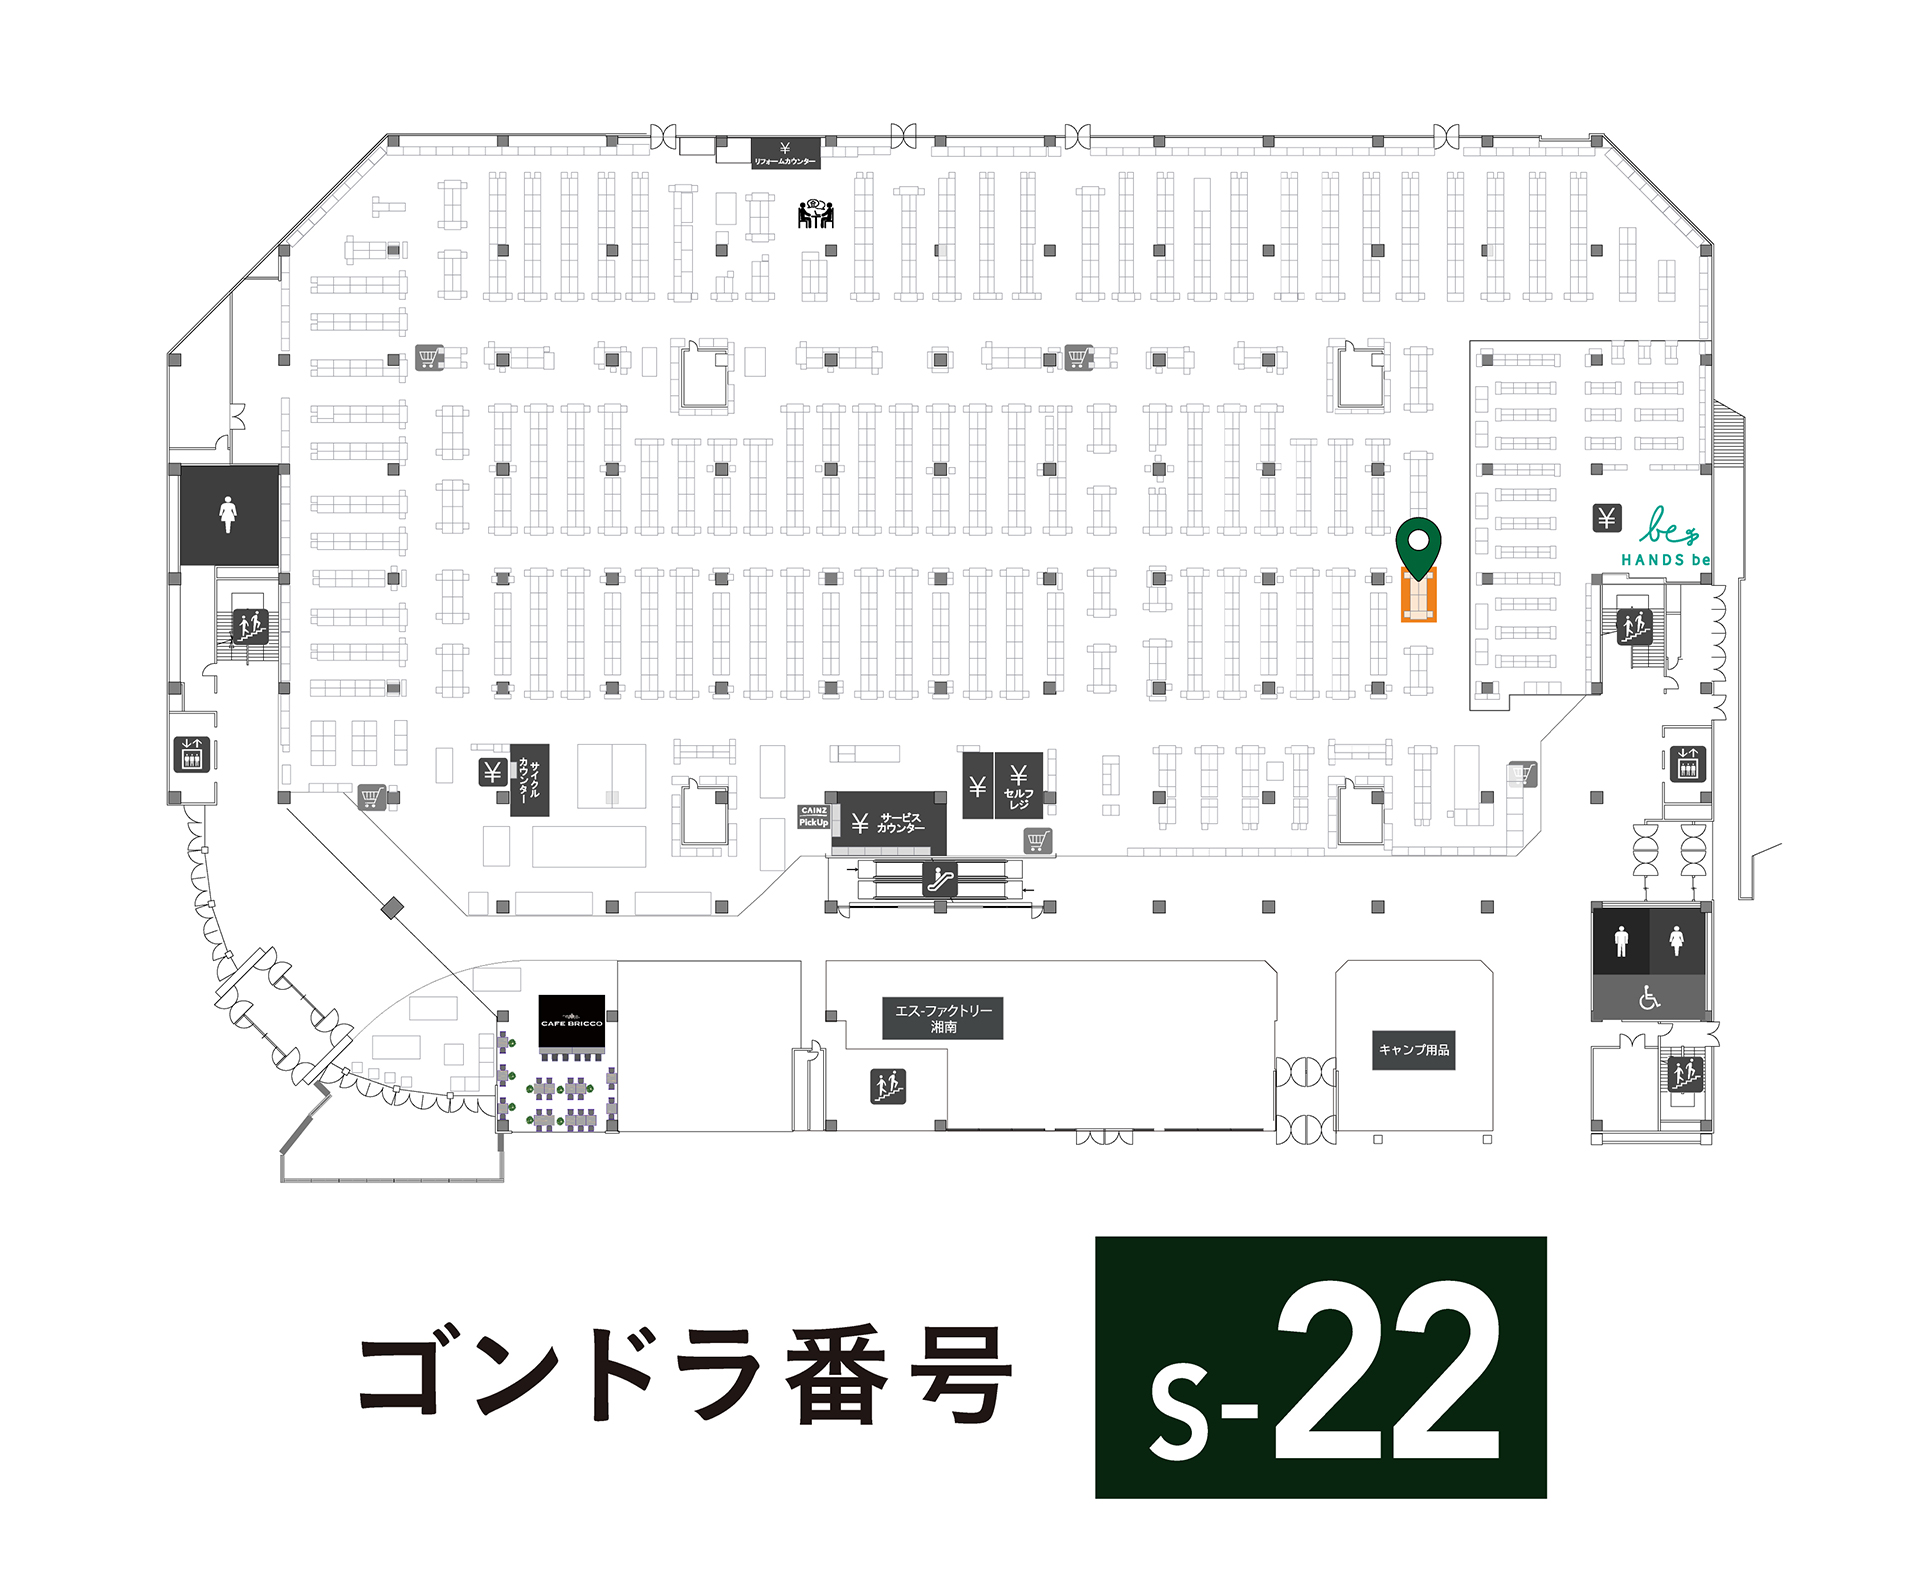 ¥
リフォームカウンター
¥
be
HANDS be
¥
サイクル
カウンター
¥
¥
セルフ
レジ
CAINZ
PickUp
¥
サービス
カウンター
CAFE BRICCO
エス-ファクトリー
湘南
キャンプ用品
ゴンドラ番号
S-22